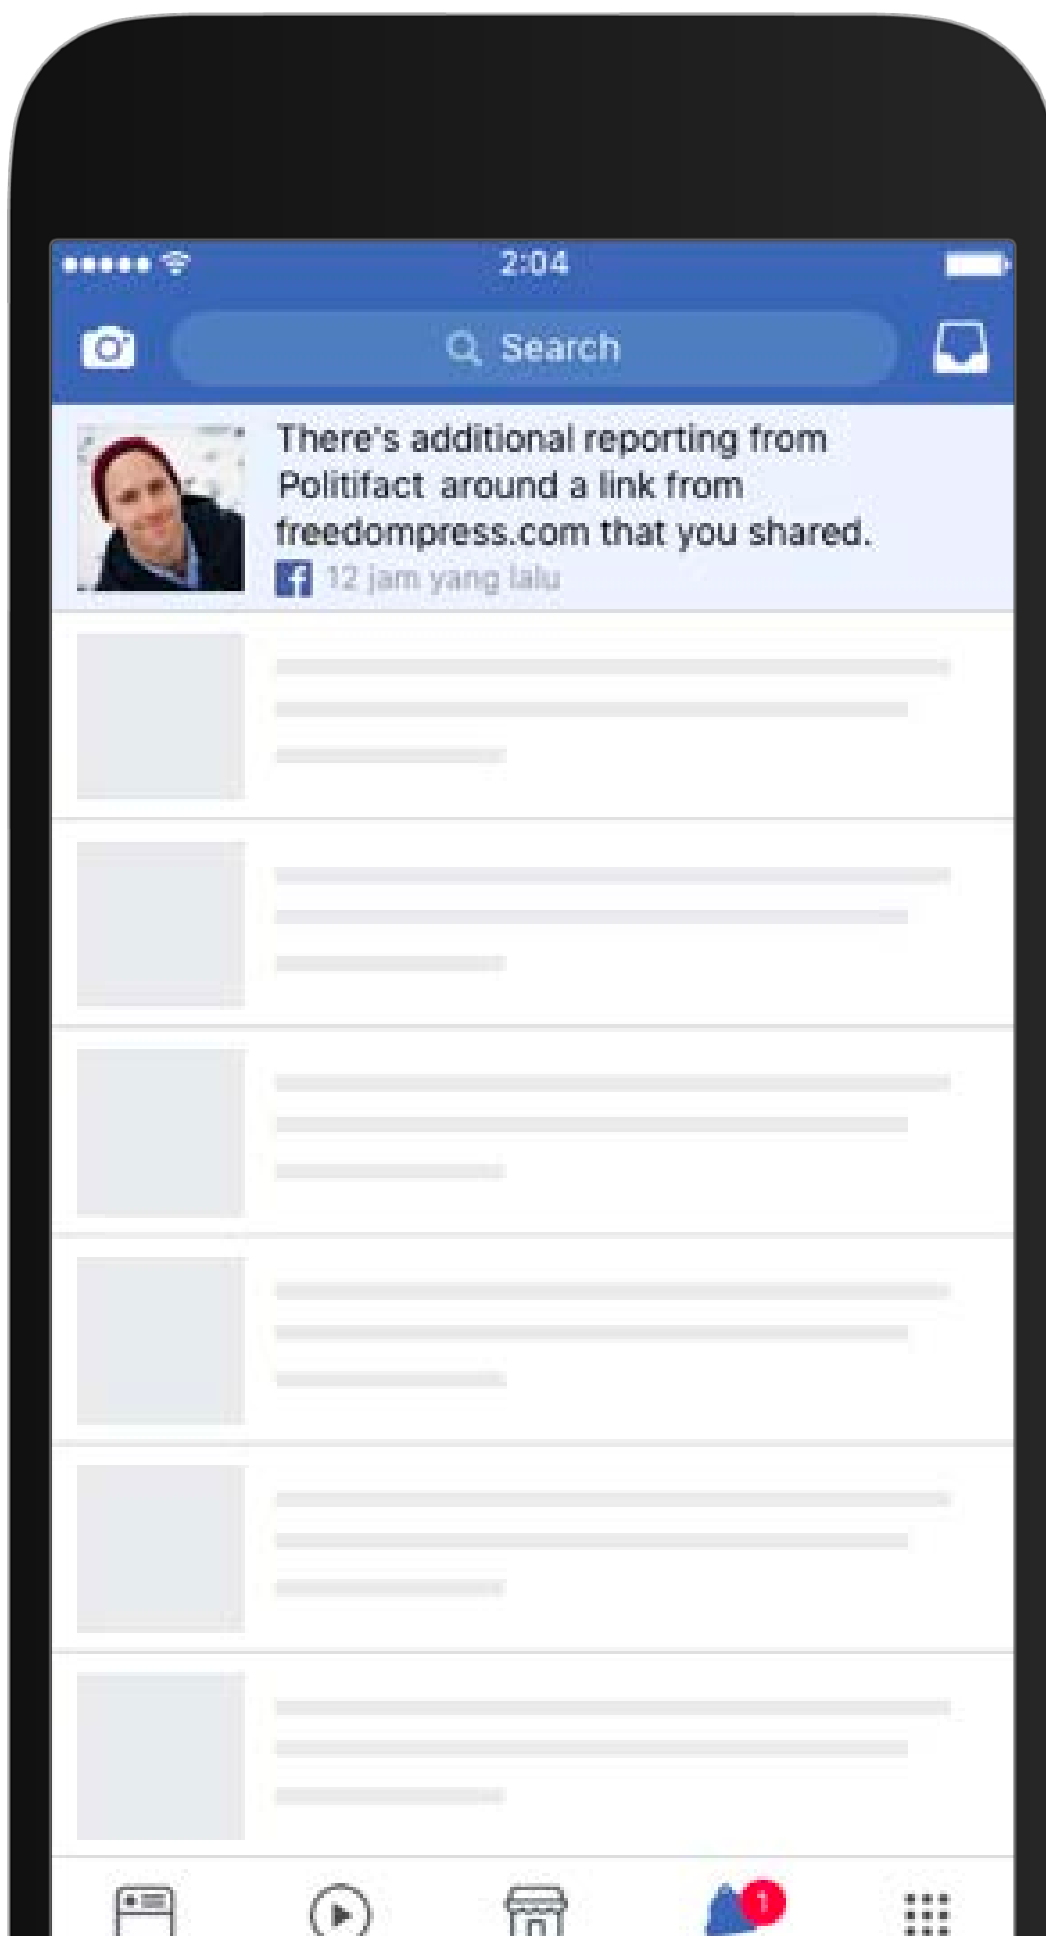 2:04
Search
There's additional reporting from
Politifact around a link from
freedompress.com that you shared.
12 jam yang lalu
1